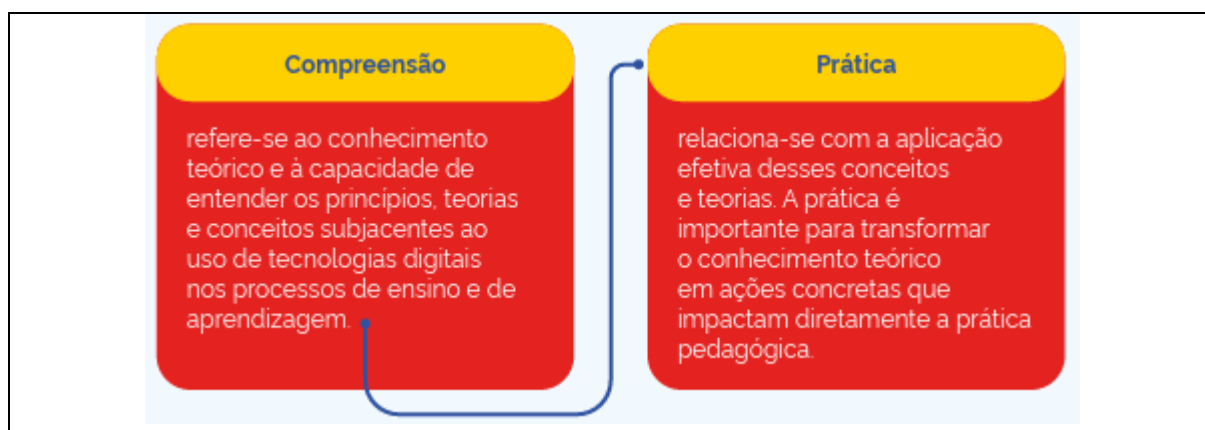 Compreensão
refere-se ao conhecimento
teórico e à capacidade de
entender os princípios, teorias
e conceitos subjacentes ao
uso de tecnologias digitais
nos processos de ensino e de
aprendizagem.
Prática
relaciona-se com a aplicação
efetiva desses conceitos
e teorias. A prática é
importante para transformar
o conhecimento teórico
em ações concretas que
impactam diretamente a prática
pedagógica.